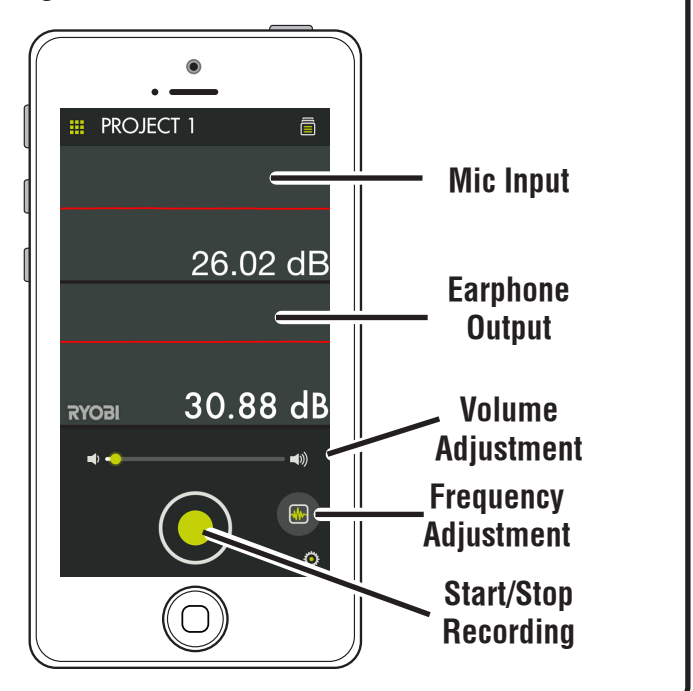 PROJECT 1
Mic Input
26.02 dB
Earphone
Output
RYOBI
30.88 dB
Volume
Adjustment
Frequency
Adjustment
Start/Stop
Recording